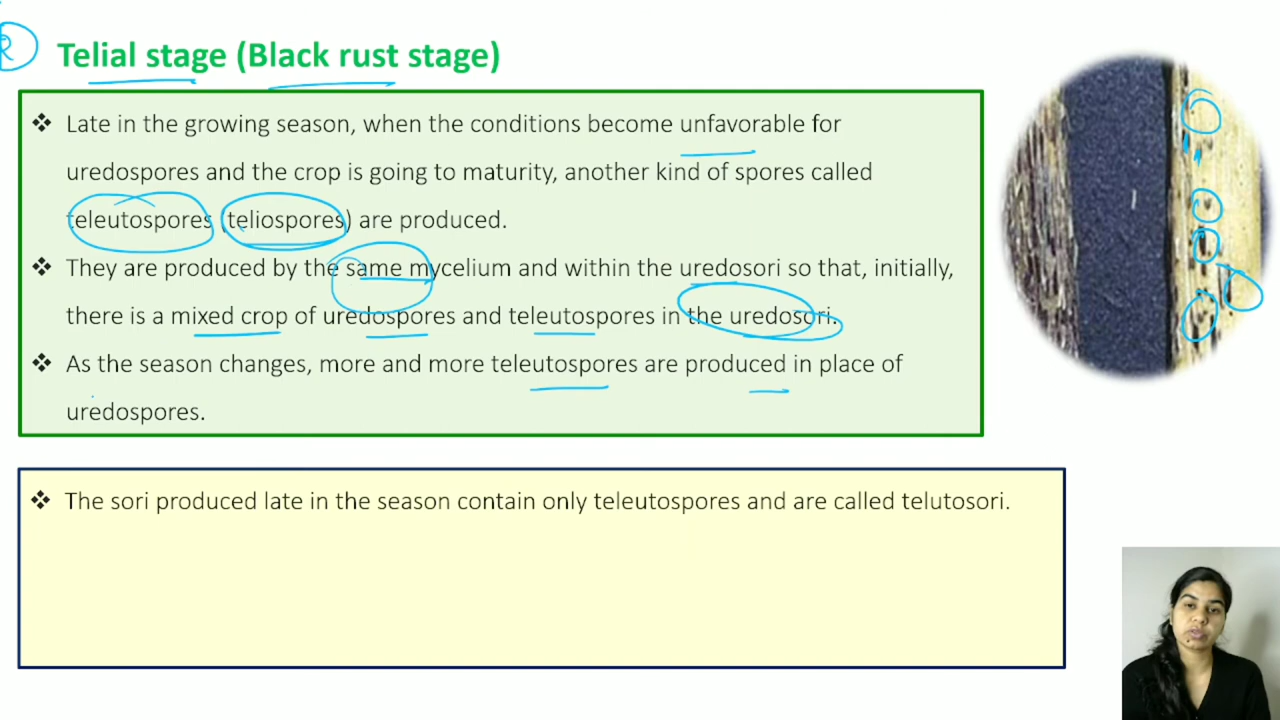 Telial stage (Black rust stage)
❖ Late in the growing season, when the conditions become unfavorable for
uredospores and the crop is going to maturity, another kind of spores called
teleutospores (teliospores) are produced.
❖ They are produced by the same mycelium and within the uredosori so that, initially,
there is a mixed crop of uredospores and teleutospores in the uredosori.
❖ As the season changes, more and more teleutospores are produced in place of
uredospores.
❖ The sori produced late in the season contain only teleutospores and are called telutosori.